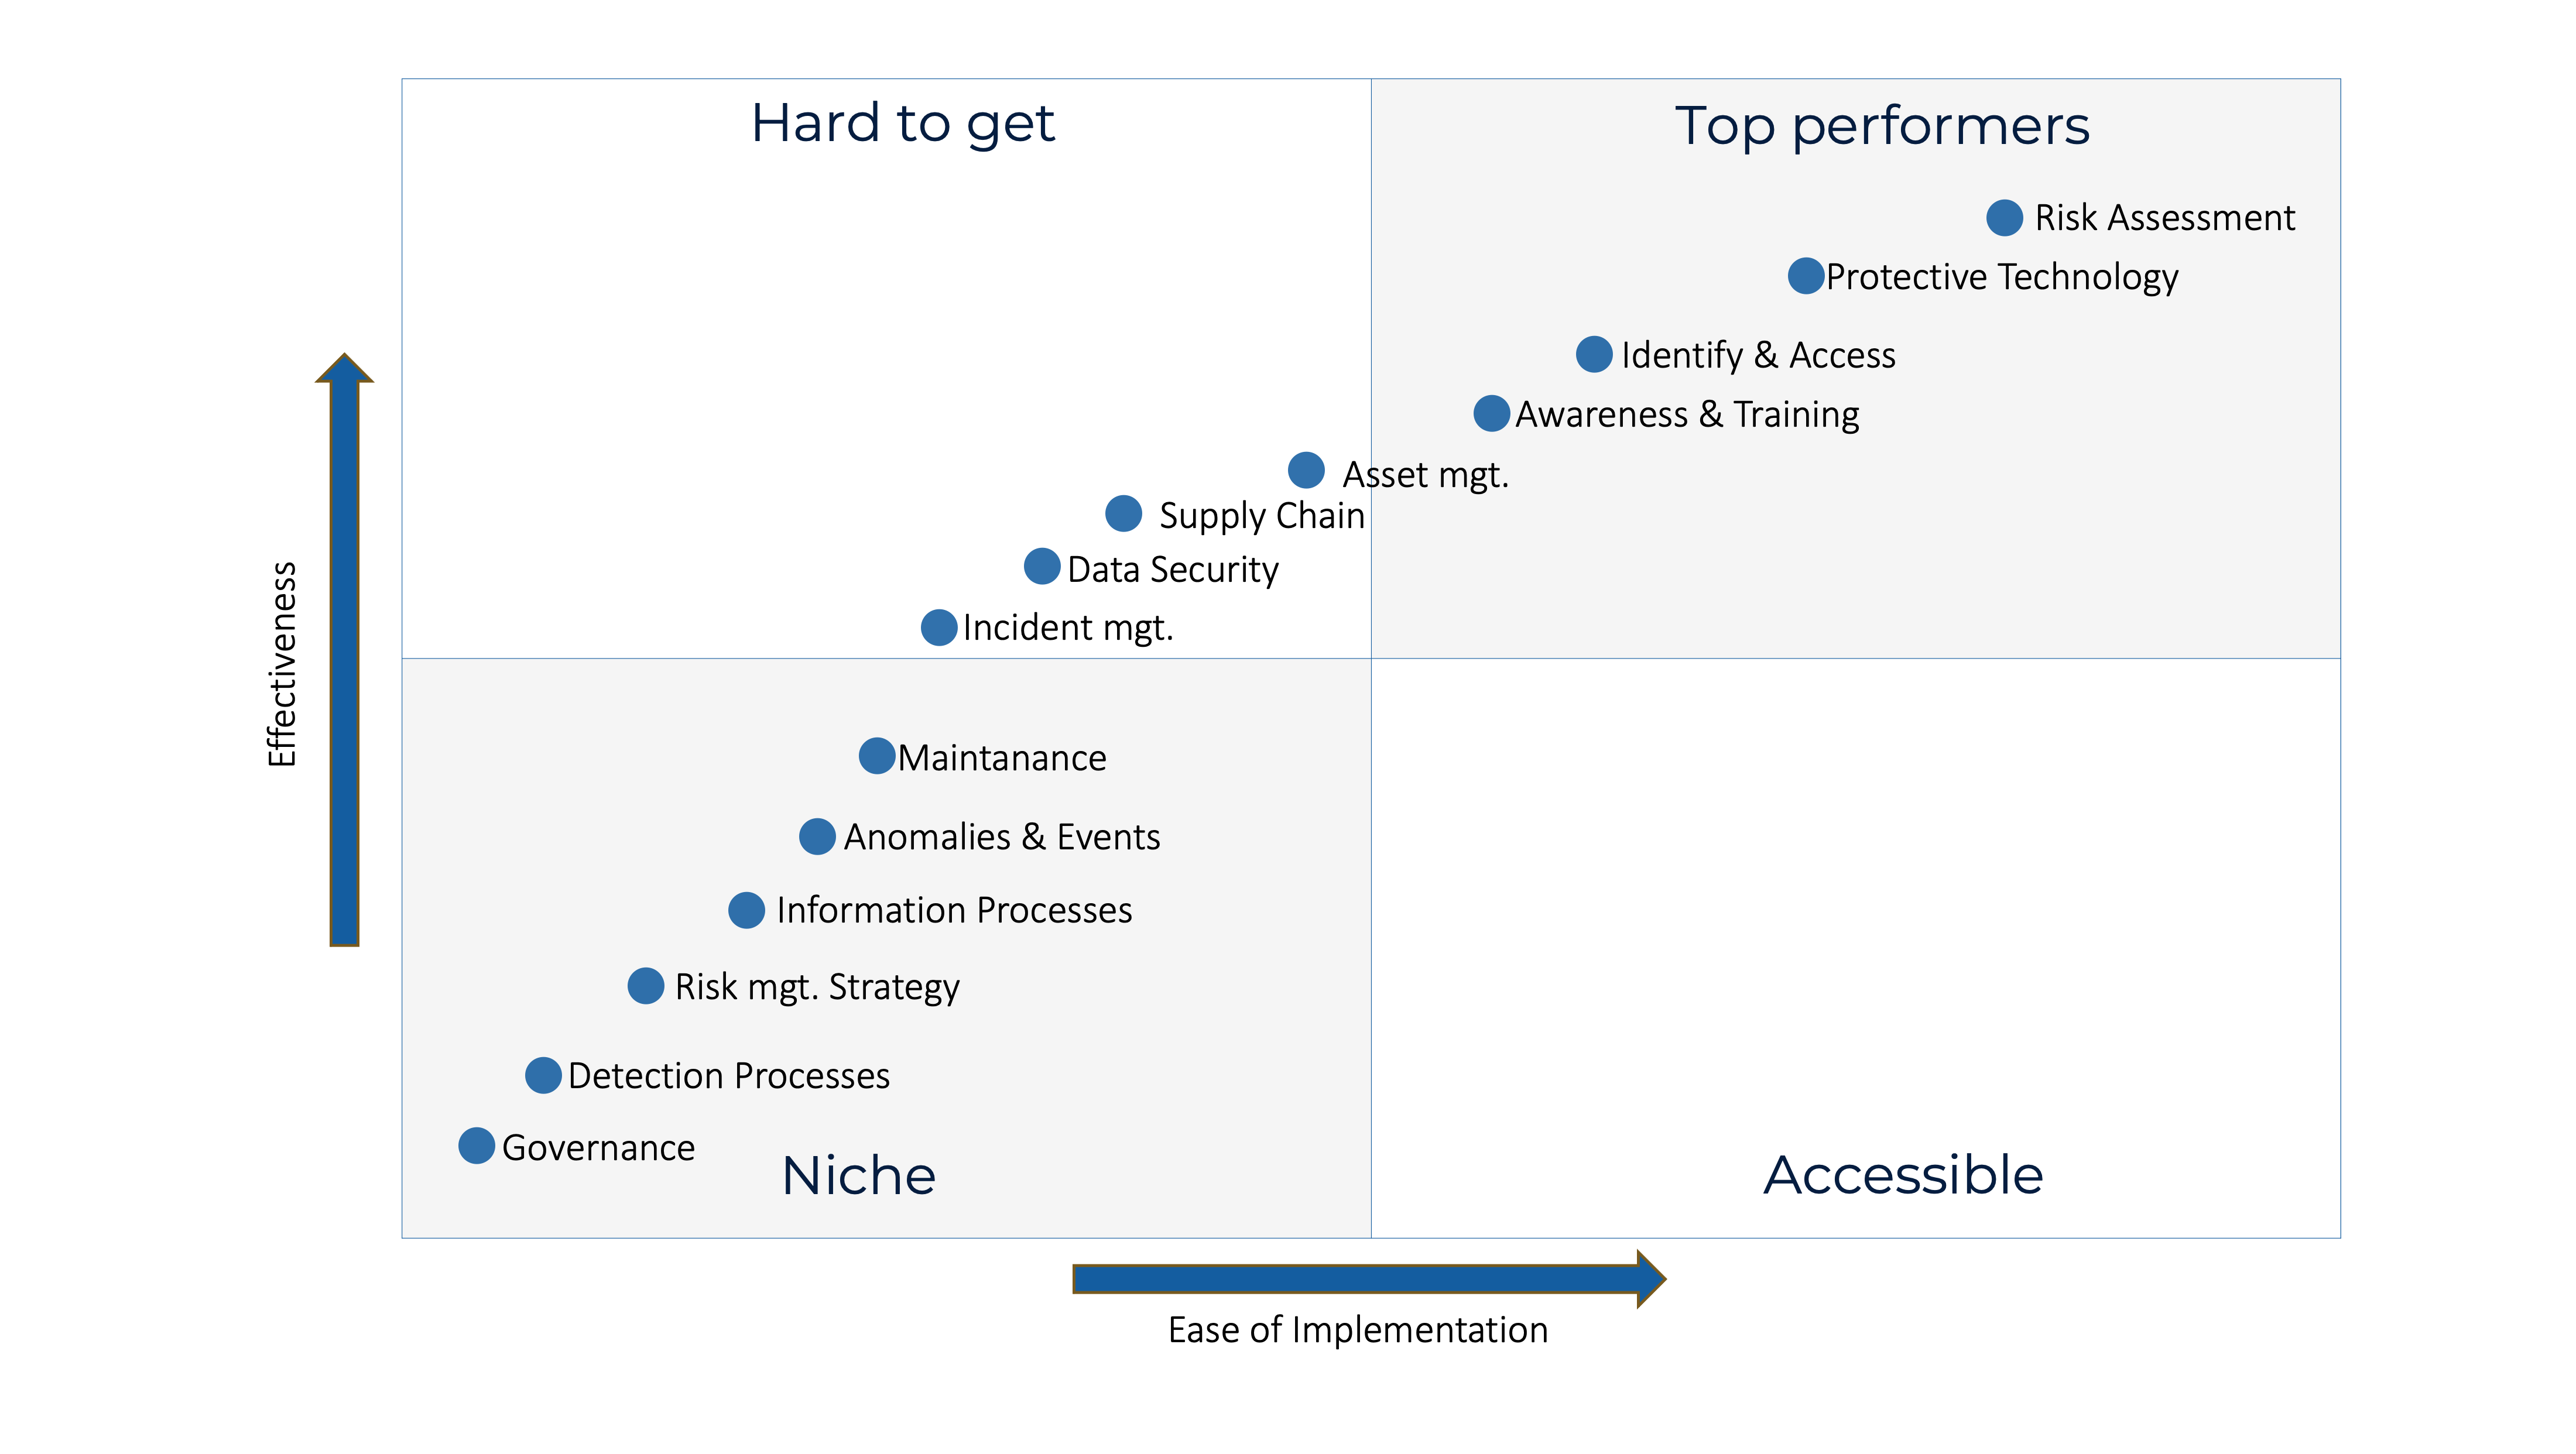 Hard to get
Top performers
Risk Assessment
Protective Technology
Identify & Access
Awareness & Training
Asset mgt.
Supply Chain
Data Security
Incident mgt.
Effectiveness
Maintanance
Anomalies & Events
Information Processes
Risk mgt. Strategy
Detection Processes
Governance
Niche
Accessible
Ease of Implementation